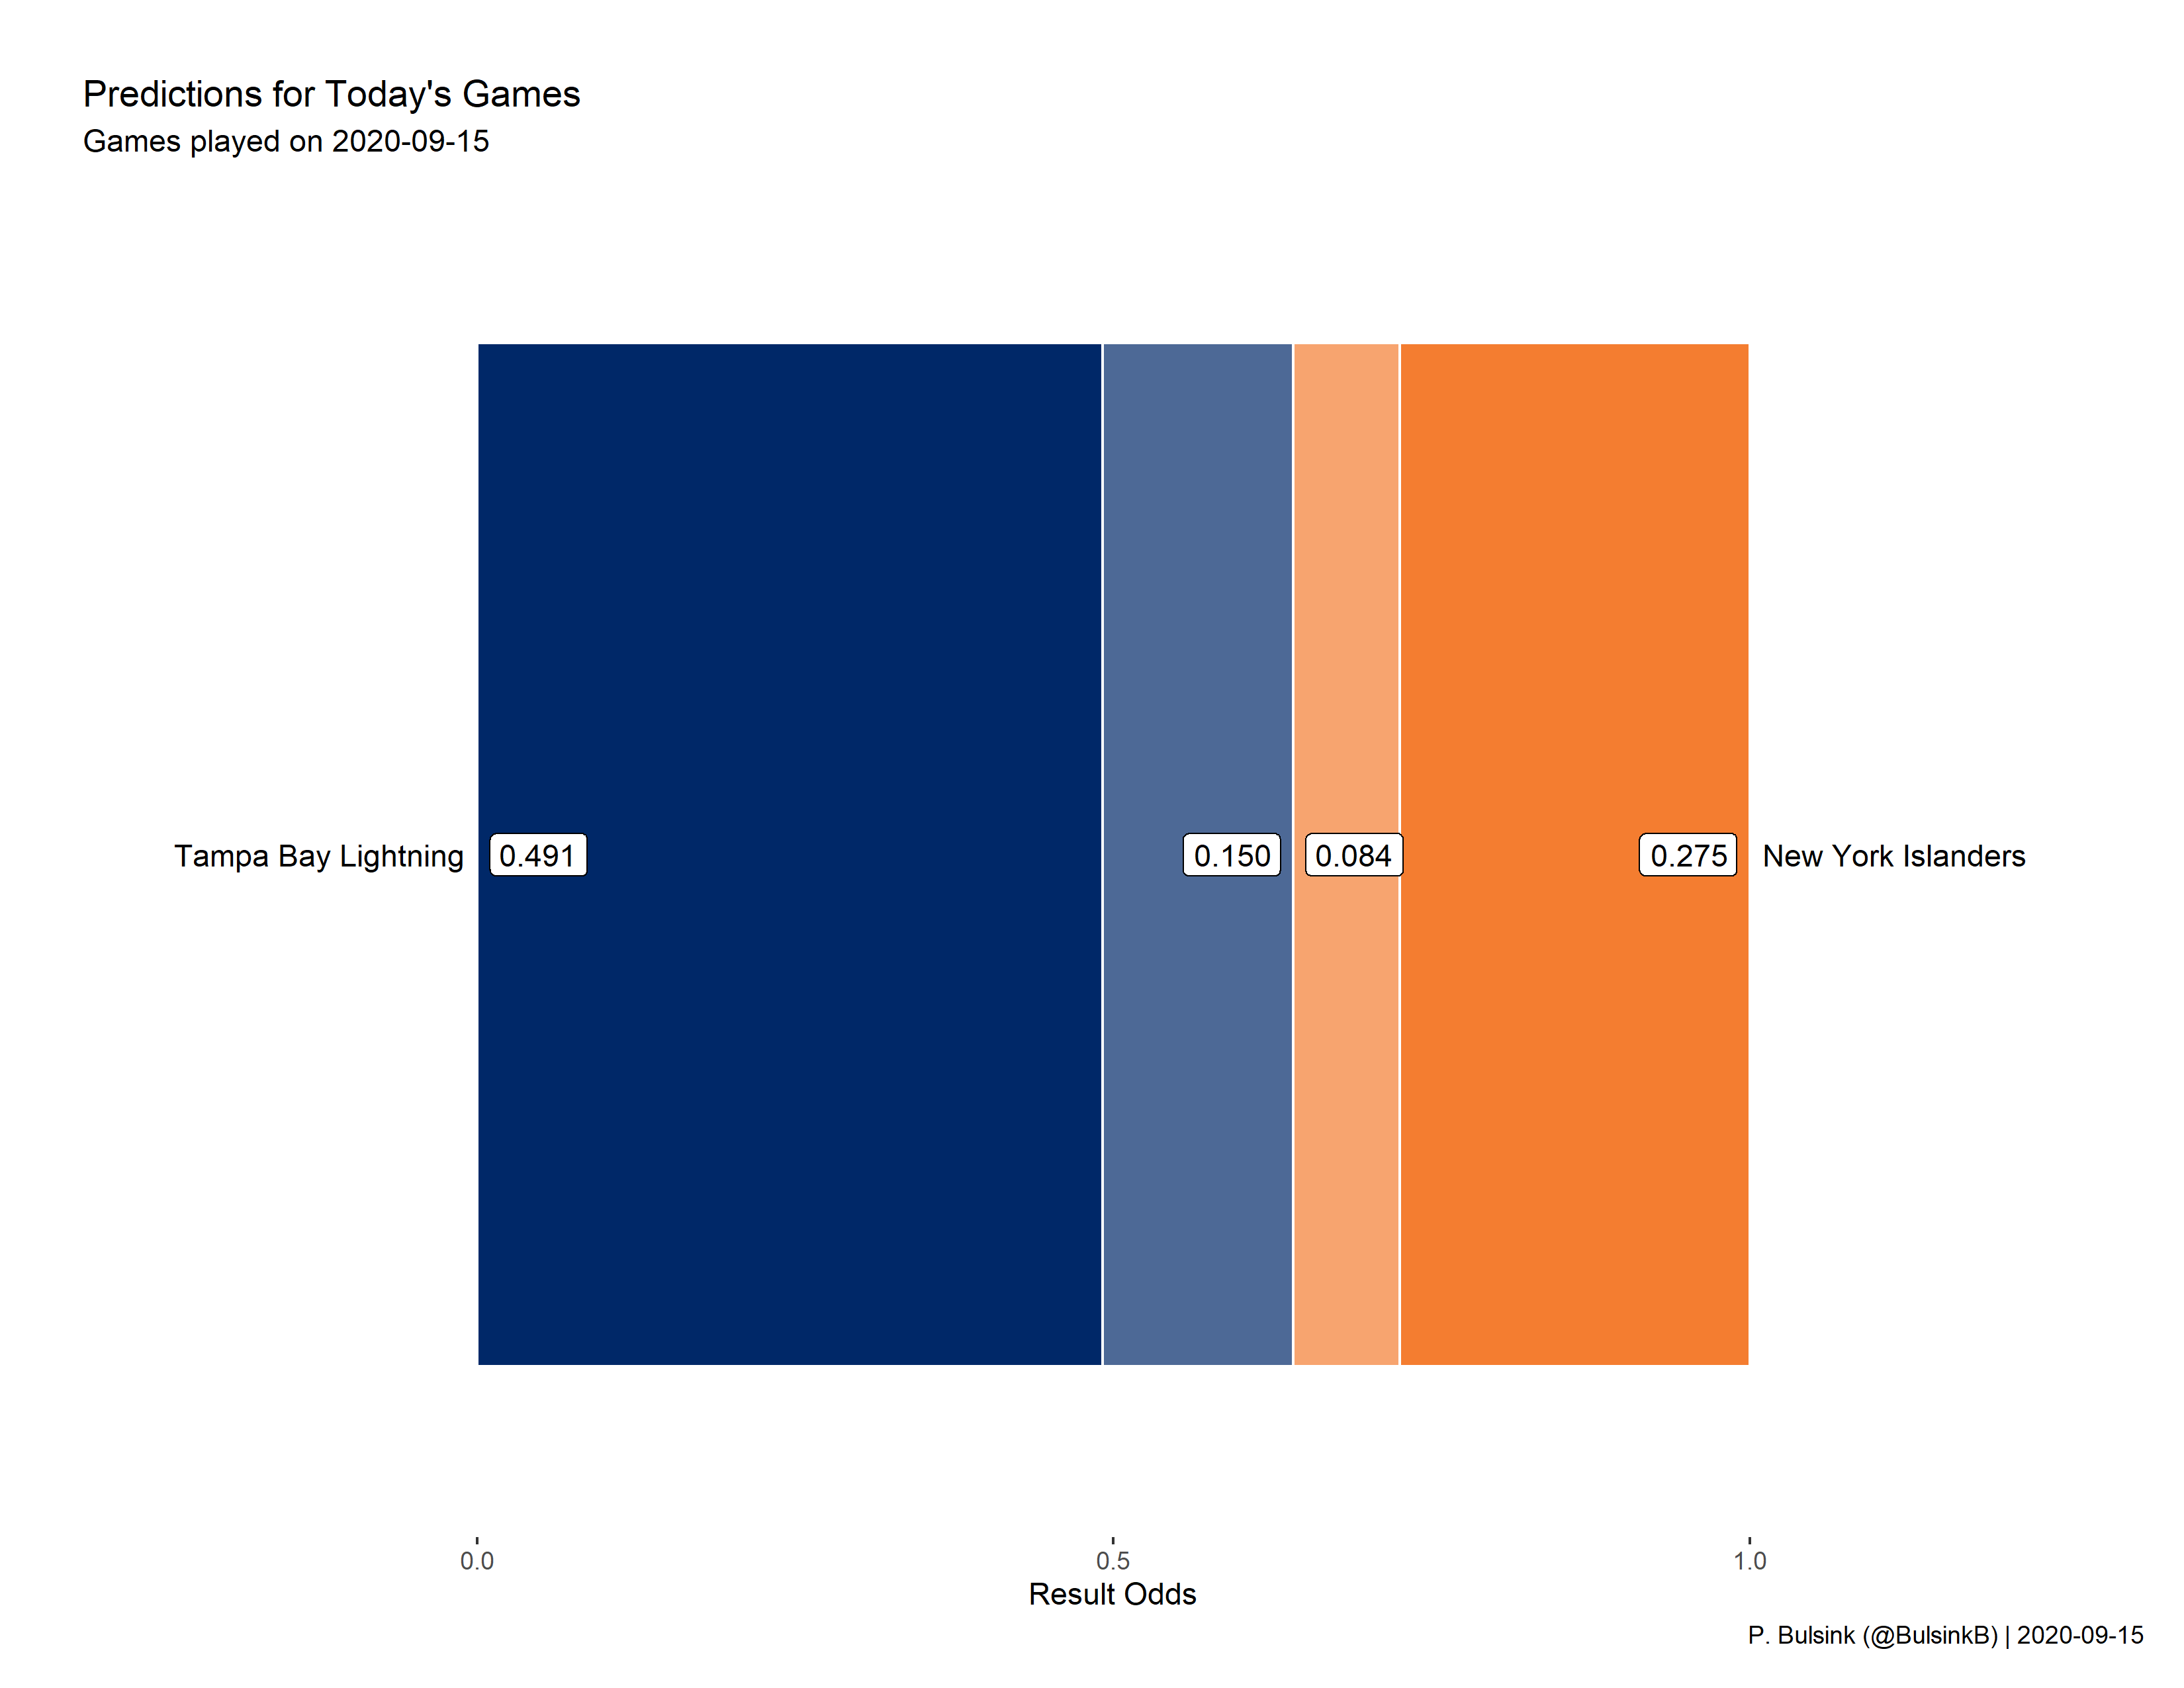 Predictions for Today's Games
Games played on 2020-09-15
Tampa Bay Lightning 0.491 0.150 0.084 0.275 New York Islanders
0.0 0.5 1.0
Result Odds
P. Bulsink (@BulsinkB) | 2020-09-15